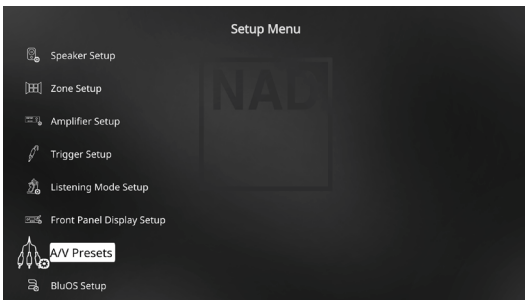 Setup Menu
Speaker Setup
Zone Setup
Amplifier Setup
Trigger Setup
Listening Mode Setup
Front Panel Display Setup
A/V Presets
BluOS Setup
NAD